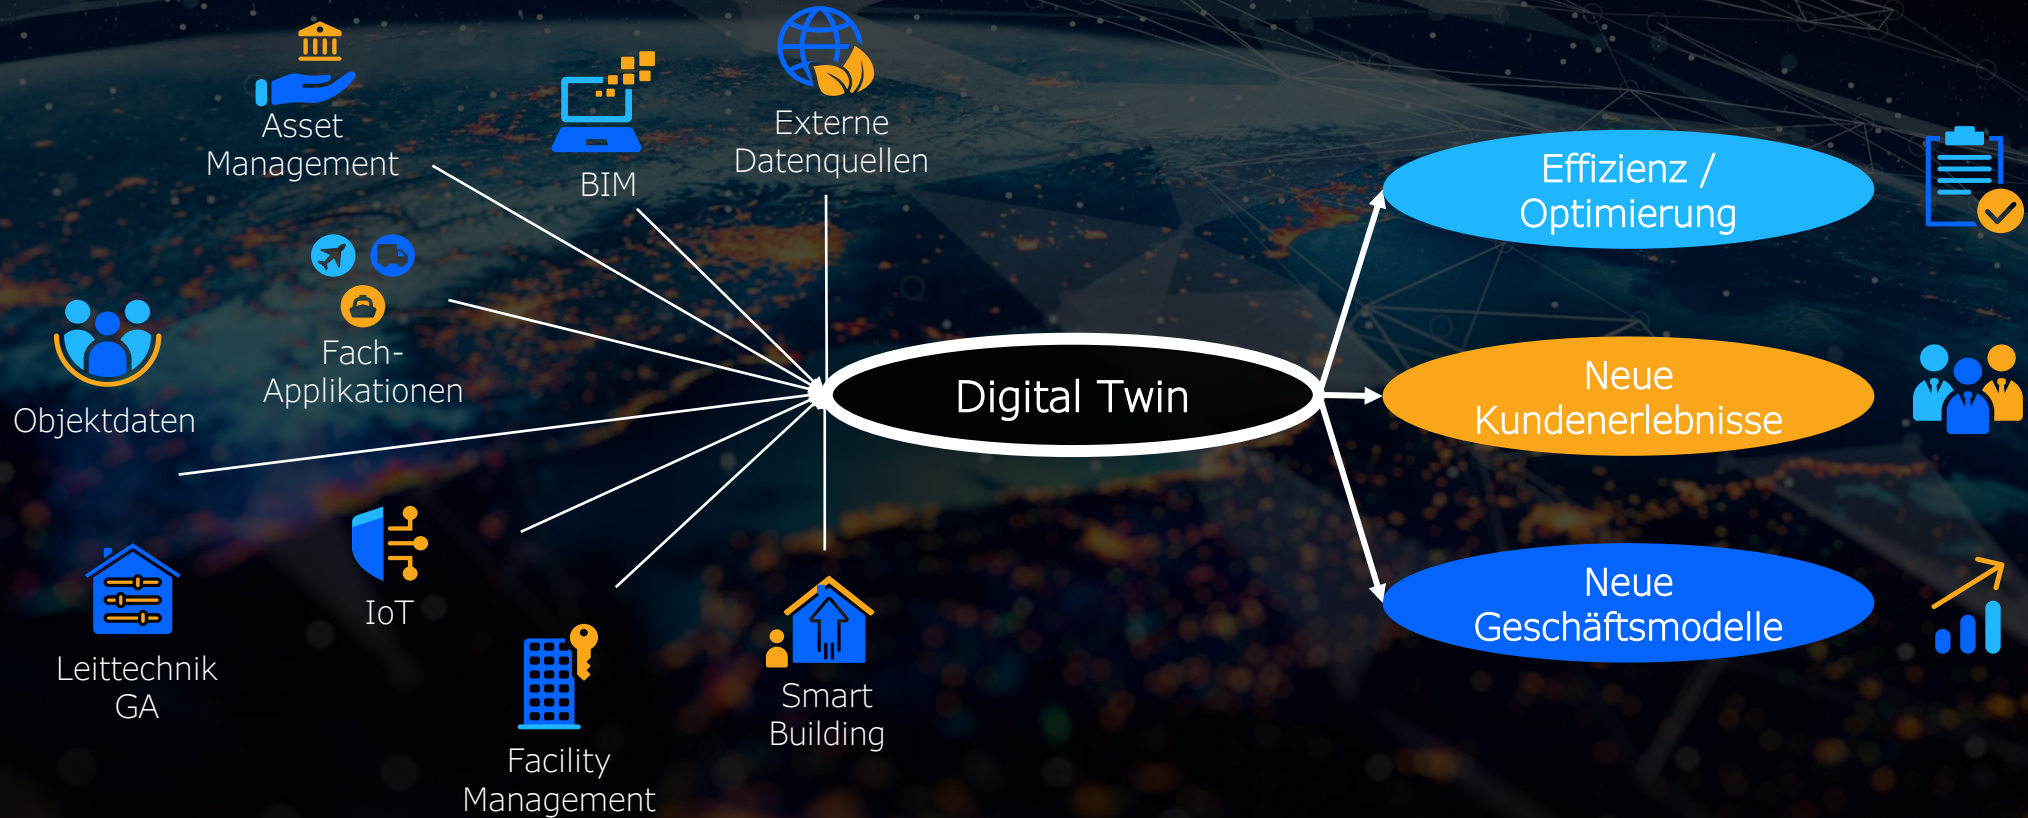 Asset
Management
BIM
Externe
Datenquellen
Fach-
Applikationen
Objektdaten
Leittechnik
GA
IoT
Facility
Management
Smart
Building
Digital Twin
Effizienz /
Optimierung
Neue
Kundenerlebnisse
Neue
Geschäftsmodelle